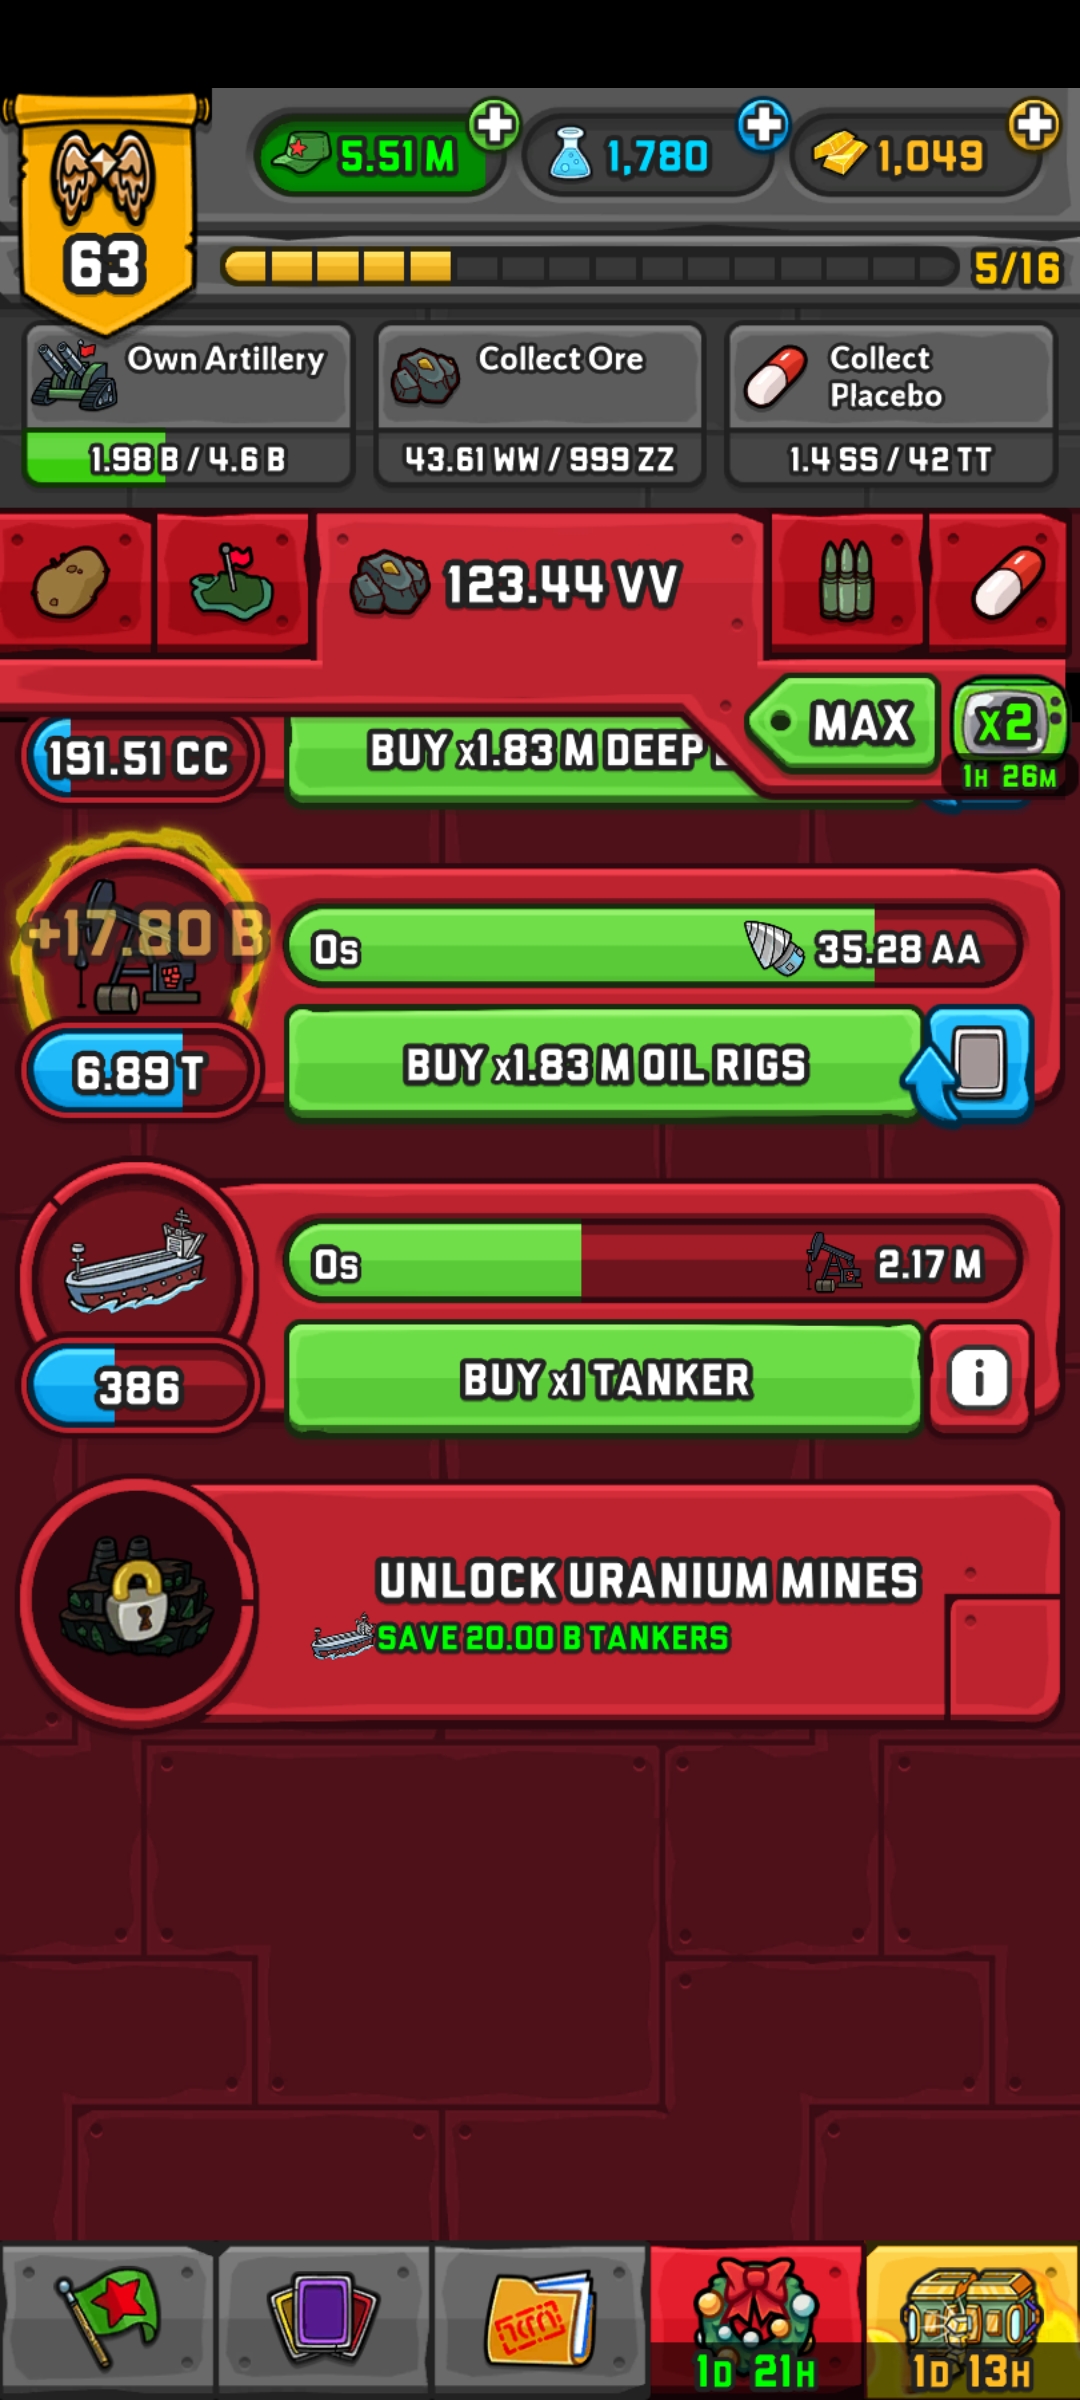 5.51 M
1,780
1,049
63
5/16
Own Artillery
1.98 B / 4.6 B
Collect Ore
43.61 WW / 999 ZZ
Collect
Placebo
1.4 SS / 42 TT
123.44 VV
MAX
X2
1H 26M
191.51 CC
BUY x1.83 M DEEP
+17.80 B
0s
35.28 AA
6.89 T
BUY x1.83 M OIL RIGS
0s
2.17 M
386
BUY x1 TANKER
i
UNLOCK URANIUM MINES
SAVE 20.00 B TANKERS
1D 21H
1D 13H